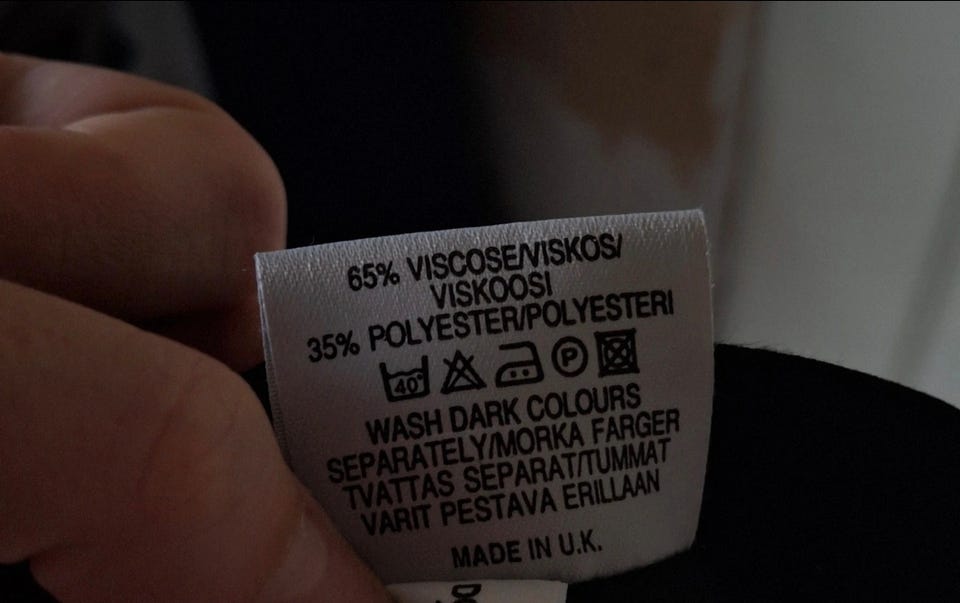 65% VISCOSE/VISKOS/
VISKOOSI
35% POLYESTER/POLYESTERI
40° P
WASH DARK COLOURS
SEPARATELY/MORKA FARGER
TVATTAS SEPARAT/TUMMAT
VARIT PESTAVA ERILLAAN
MADE IN U.K.